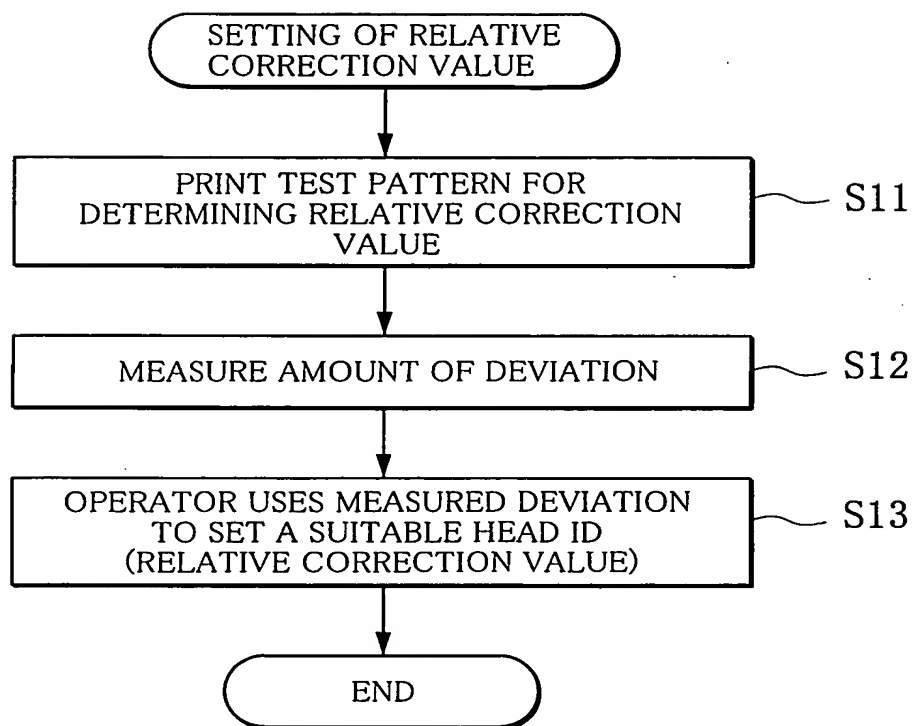 SETTING OF RELATIVE
CORRECTION VALUE
PRINT TEST PATTERN FOR
DETERMINING RELATIVE CORRECTION
VALUE
S11
MEASURE AMOUNT OF DEVIATION
S12
OPERATOR USES MEASURED DEVIATION
TO SET A SUITABLE HEAD ID
(RELATIVE CORRECTION VALUE)
S13
END